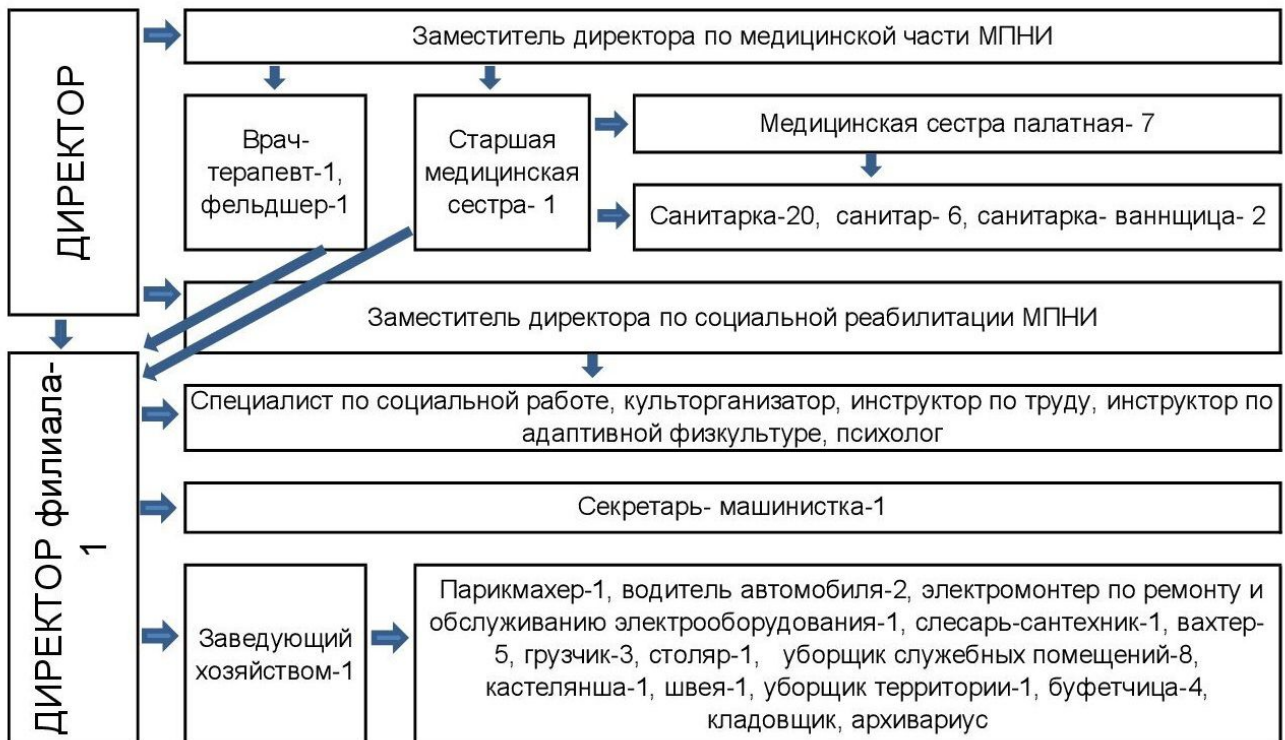 ДИРЕКТОР
Заместитель директора по медицинской части МПНИ
Врач-
терапевт-1,
фельдшер-1
Старшая
медицинская
сестра- 1
Медицинская сестра палатная- 7
Санитарка-20, санитар- 6, санитарка- ваннщица- 2
Заместитель директора по социальной реабилитации МПНИ
ДИРЕКТОР филиала-
1
Специалист по социальной работе, культорганизатор, инструктор по труду, инструктор по
адаптивной физкультуре, психолог
Секретарь- машинистка-1
Заведующий
хозяйством-1
Парикмахер-1, водитель автомобиля-2, электромонтер по ремонту и
обслуживанию электрооборудования-1, слесарь-сантехник-1, вахтер-
5, грузчик-3, столяр-1, уборщик служебных помещений-8,
кастелянша-1, швея-1, уборщик территории-1, буфетчица-4,
кладовщик, архивариус